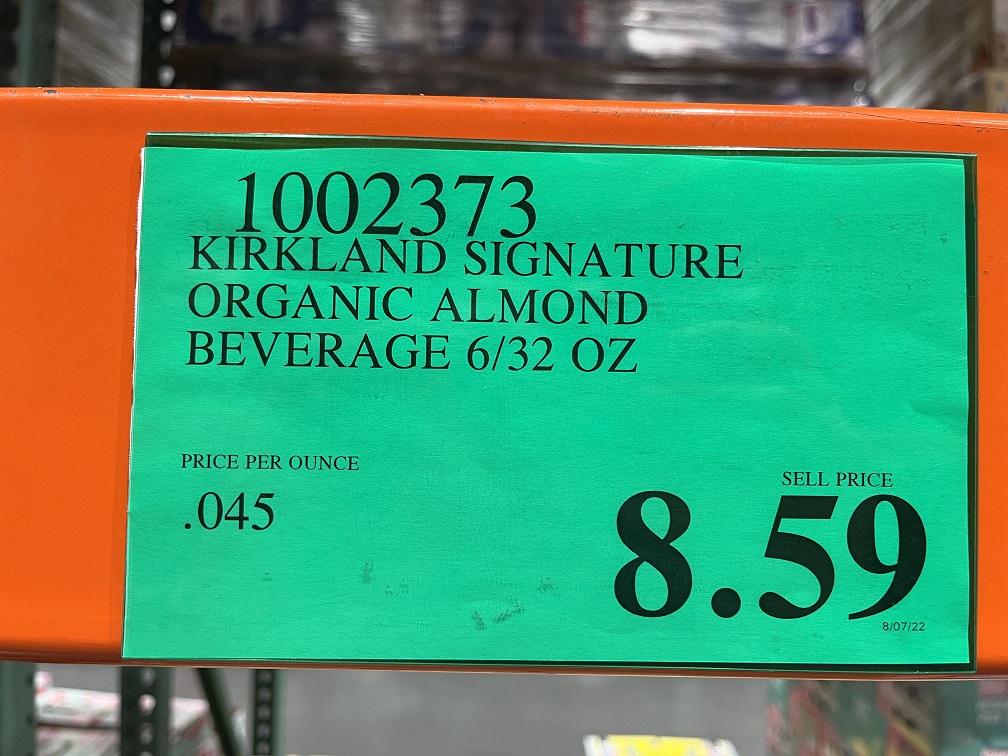 1002373
KIRKLAND SIGNATURE
ORGANIC ALMOND
BEVERAGE 6/32 OZ
PRICE PER OUNCE
.045
SELL PRICE
8.59
8/07/22